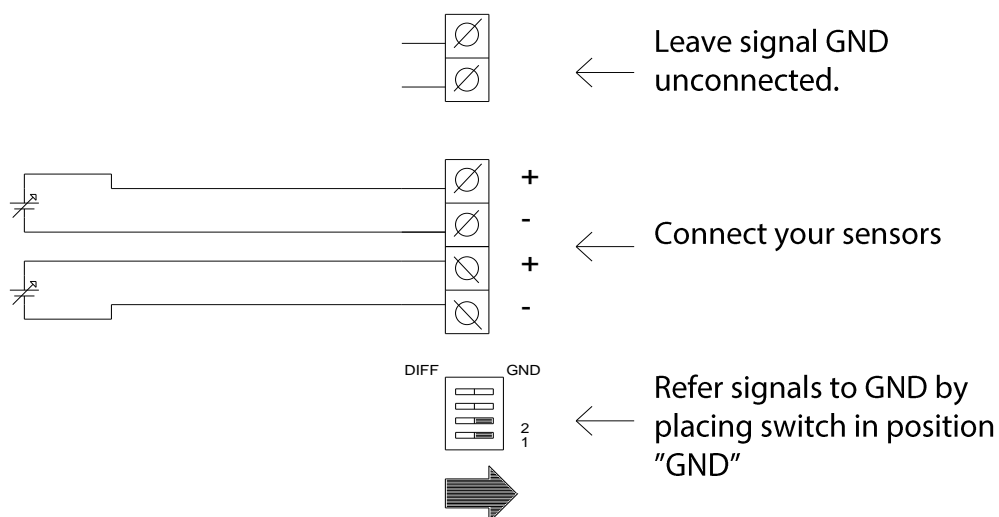 Leave signal GND
unconnected.
+
-
Connect your sensors
+
-
DIFF GND
2
1
Refer signals to GND by
placing switch in position
”GND”